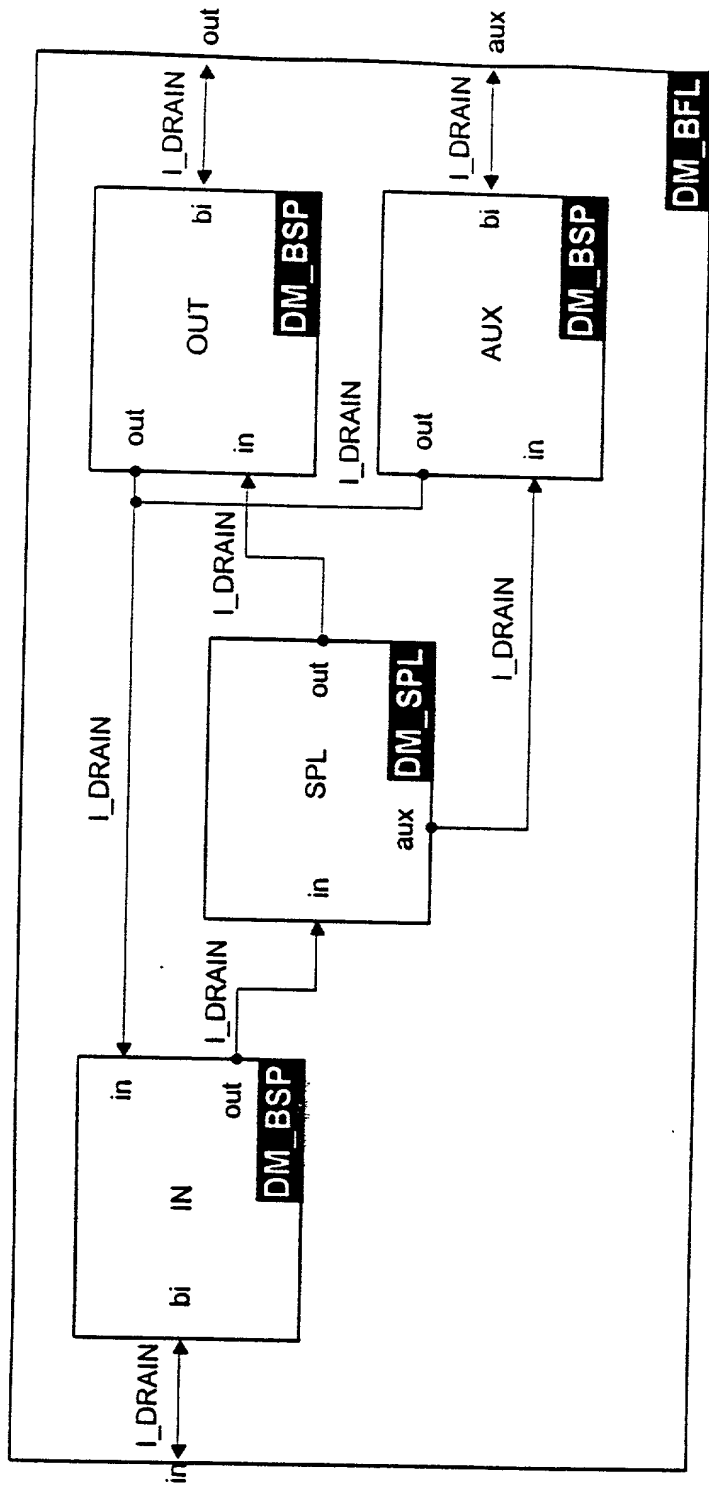 in
I_DRAIN
bi
IN
in
out
DM_BSP
I_DRAIN
I_DRAIN
in
SPL
out
aux
DM_SPL
I_DRAIN
I_DRAIN
I_DRAIN
out
OUT
in
bi
DM_BSP
I_DRAIN
out
out
AUX
in
bi
DM_BSP
I_DRAIN
aux
DM_BFL